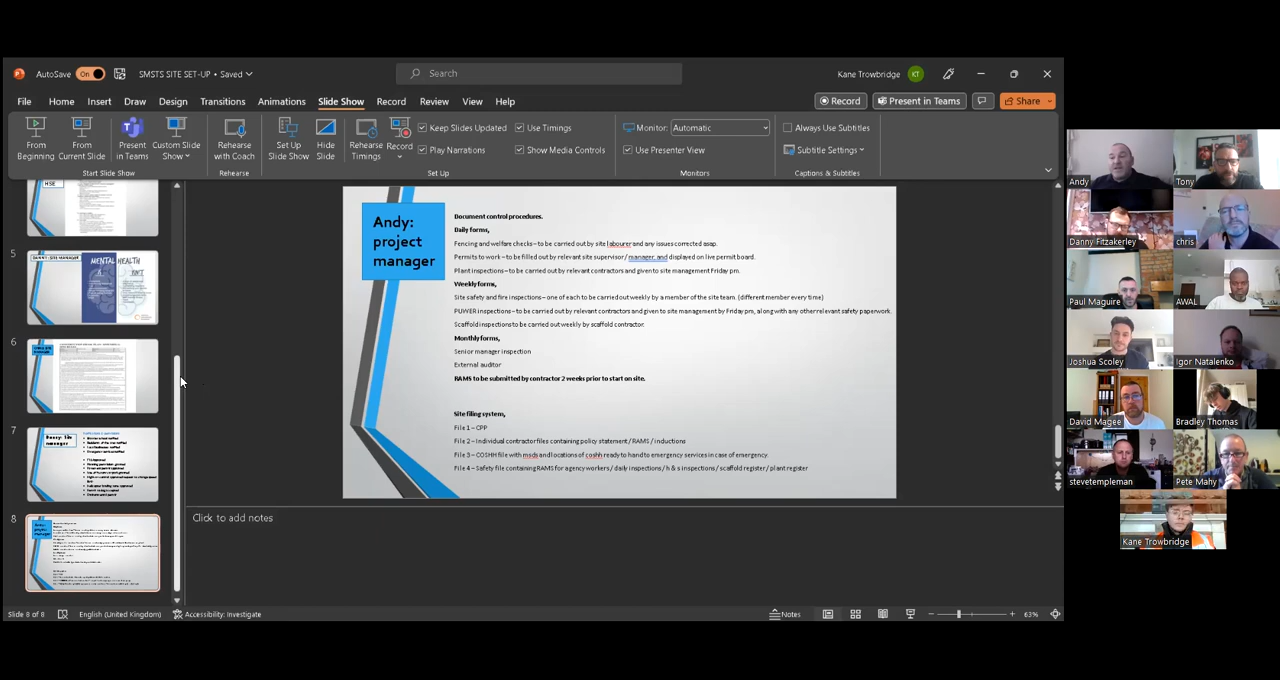 AutoSave On SMSTS SITE SET-UP • Saved Search Kane Trowbridge KT
File Home Insert Draw Design Transitions Animations Slide Show Record Review View Help Record Present in Teams Share
From Beginning
From Current Slide
Present in Teams
Custom Slide Show
Start Slide Show
Rehearse with Coach
Rehearse
Set Up Slide Show
Hide Slide
Rehearse Timings
Record
Keep Slides Updated
Play Narrations
Use Timings
Show Media Controls
Set Up
Monitor: Automatic
Use Presenter View
Monitors
Always Use Subtitles
Subtitle Settings
Captions & Subtitles
HSE
5
MENTAL HEALTH
6
7
8
Andy:
project
manager
Document control procedures.
Daily forms,
Fencing and welfare checks – to be carried out by site labourer and any issues corrected asap.
Permits to work – to be filled out by relevant site supervisor/ manager, and displayed on live permit board.
Plant inspections – to be carried out by relevant contractors and given to site management Friday pm.
Weekly forms,
Site safety and fire inspections – one of each to be carried out weekly by a member of the site team. (different member every time)
PUWER inspections – to be carried out by relevant contractors and given to site management by Friday pm, along with any other relevant safety paperwork.
Scaffold inspections to be carried out weekly by scaffold contractor.
Monthly forms,
Senior manager inspection
External auditor
RAMS to be submitted by contractor 2 weeks prior to start on site.
Site filing system,
File 1 – CPP
File 2 – Individual contractor files containing policy statement / RAMS / inductions
File 3 – COSHH file with msds and locations of coshh ready to hand to emergency services in case of emergency.
File 4 – Safety file containing RAMS for agency workers / daily inspections / h & s inspections / scaffold register / plant register
Click to add notes
Slide 8 of 8 English (United Kingdom) Accessibility: Investigate Notes 63%
Andy
Tony
Danny Fitzakerley
chris
Paul Maguire
AWAL
Joshua Scoley
Igor Natalenko
David Magee
Bradley Thomas
stevetempleman
Pete Mahy
Kane Trowbridge